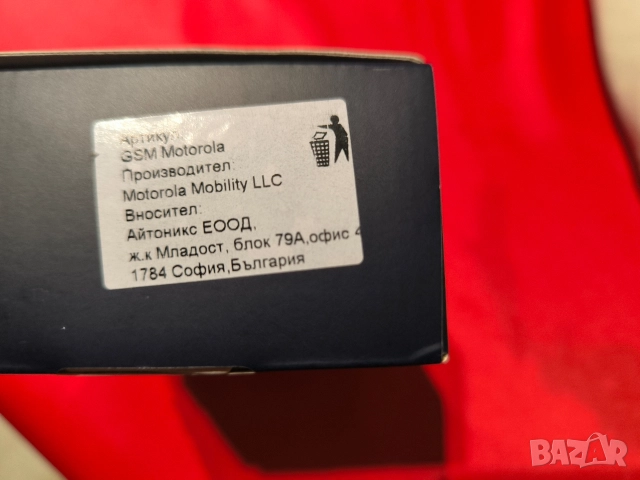 Артикул:
GSM Motorola
Производител:
Motorola Mobility LLC
Вносител:
Айтоникс ЕООД,
ж.к Младост, блок 79А,офис 4
1784 София,България
BAZAR